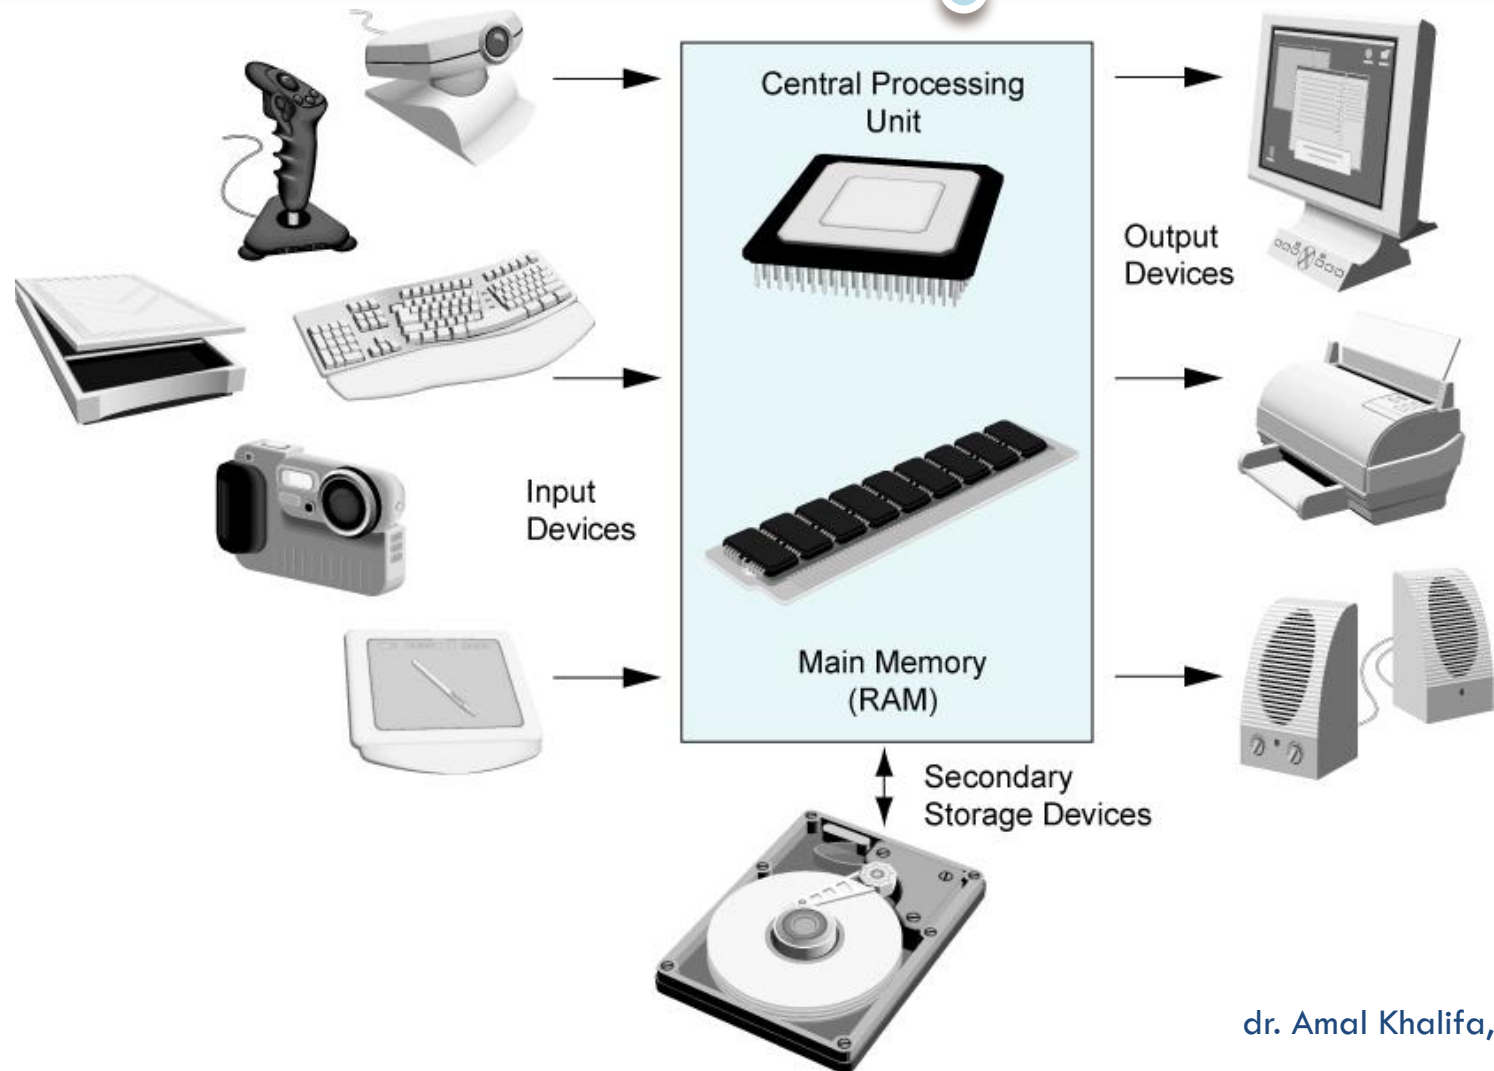 Central Processing
Unit
Output
Devices
Input
Devices
Main Memory
(RAM)
Secondary
Storage Devices
dr. Amal Khalifa,